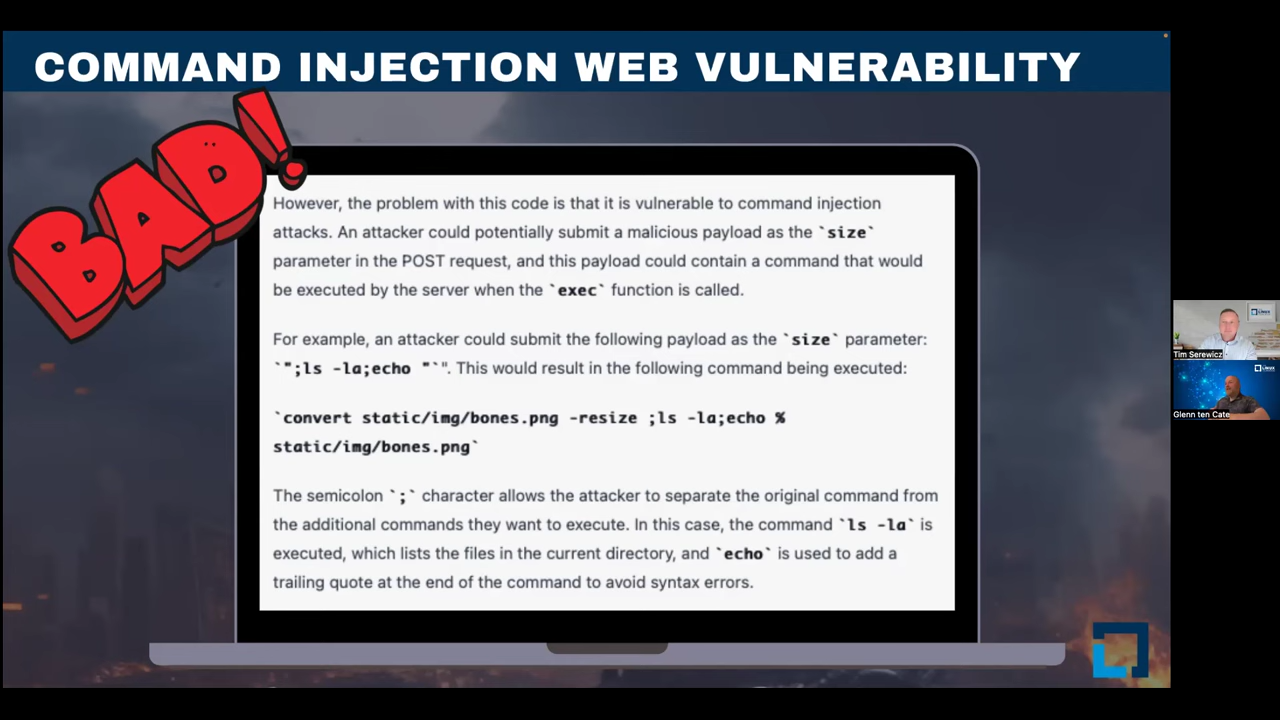 COMMAND INJECTION WEB VULNERABILITY
BAD!
However, the problem with this code is that it is vulnerable to command injection
attacks. An attacker could potentially submit a malicious payload as the `size`
parameter in the POST request, and this payload could contain a command that would
be executed by the server when the `exec` function is called.
For example, an attacker could submit the following payload as the `size` parameter:
`";ls -la;echo "`". This would result in the following command being executed:
`convert static/img/bones.png -resize ;ls -la;echo %
static/img/bones.png`
The semicolon `;` character allows the attacker to separate the original command from
the additional commands they want to execute. In this case, the command `ls -la` is
executed, which lists the files in the current directory, and `echo` is used to add a
trailing quote at the end of the command to avoid syntax errors.
Tim Serewicz
Glenn ten Cate